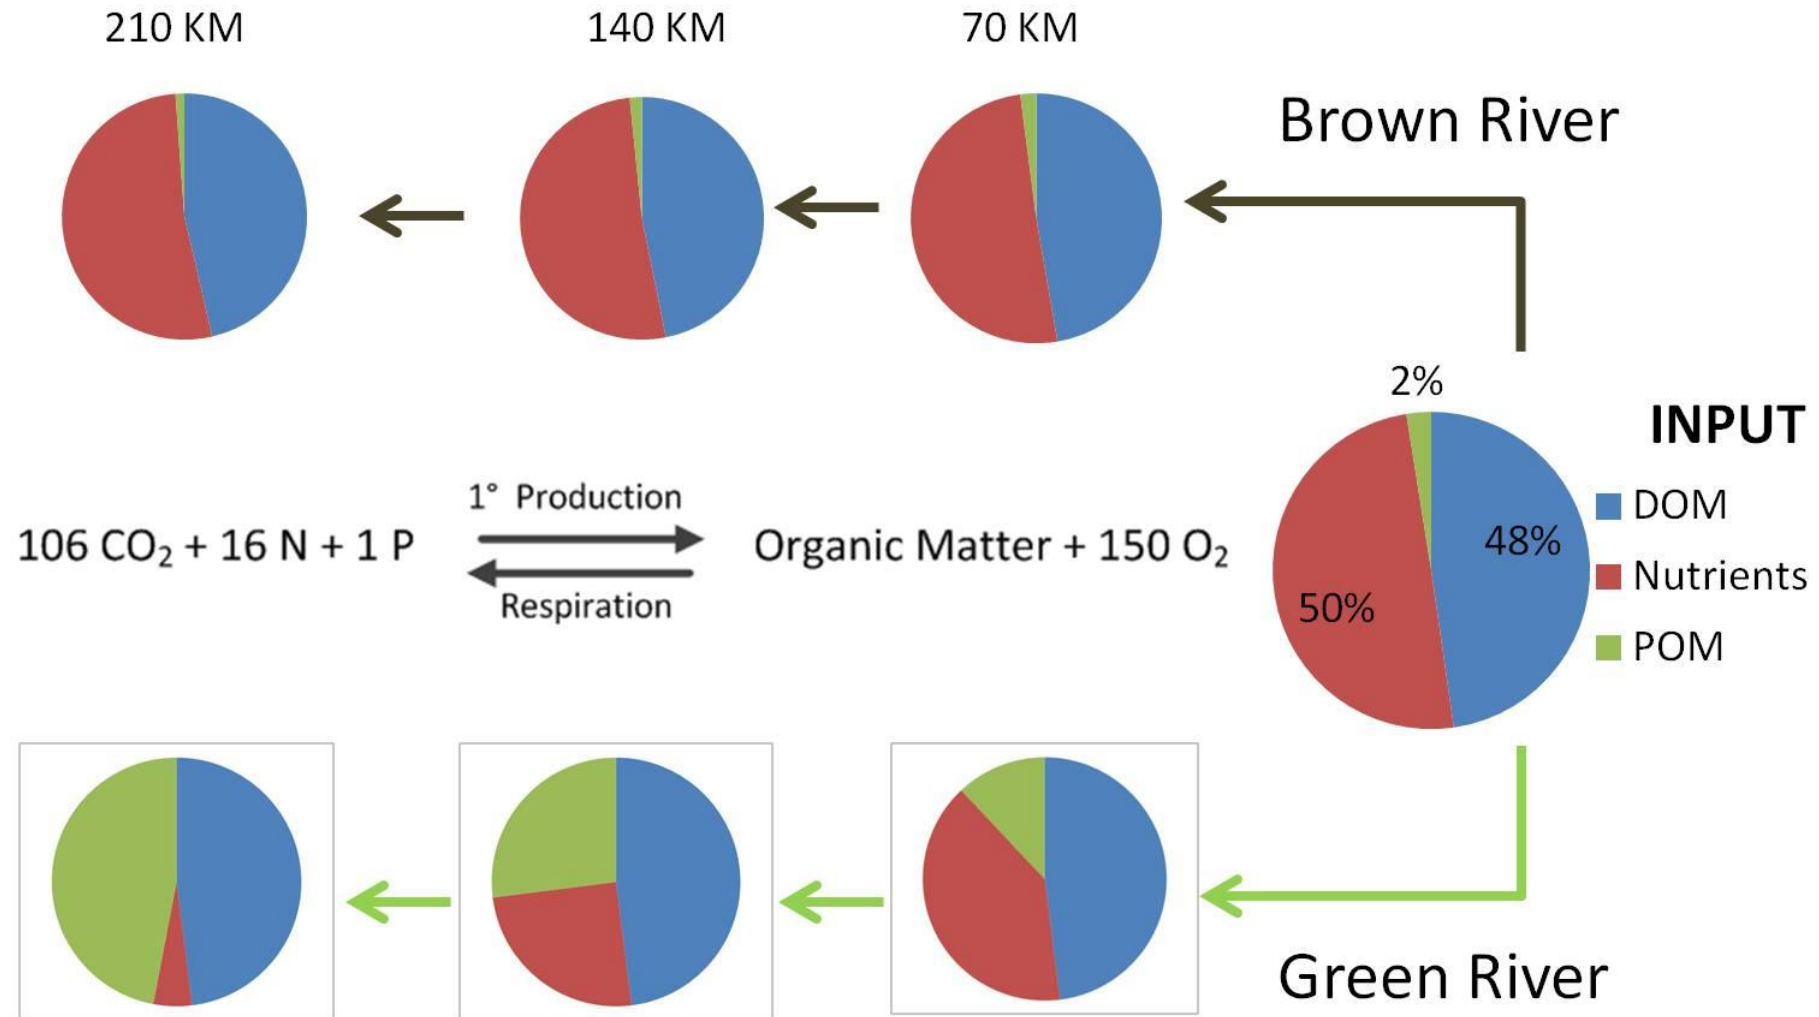 210 KM
140 KM
70 KM
Brown River
2%
INPUT
DOM
48%
Nutrients
50%
POM
1° Production
106 CO₂ + 16 N + 1 P
Organic Matter + 150 O₂
Respiration
Green River